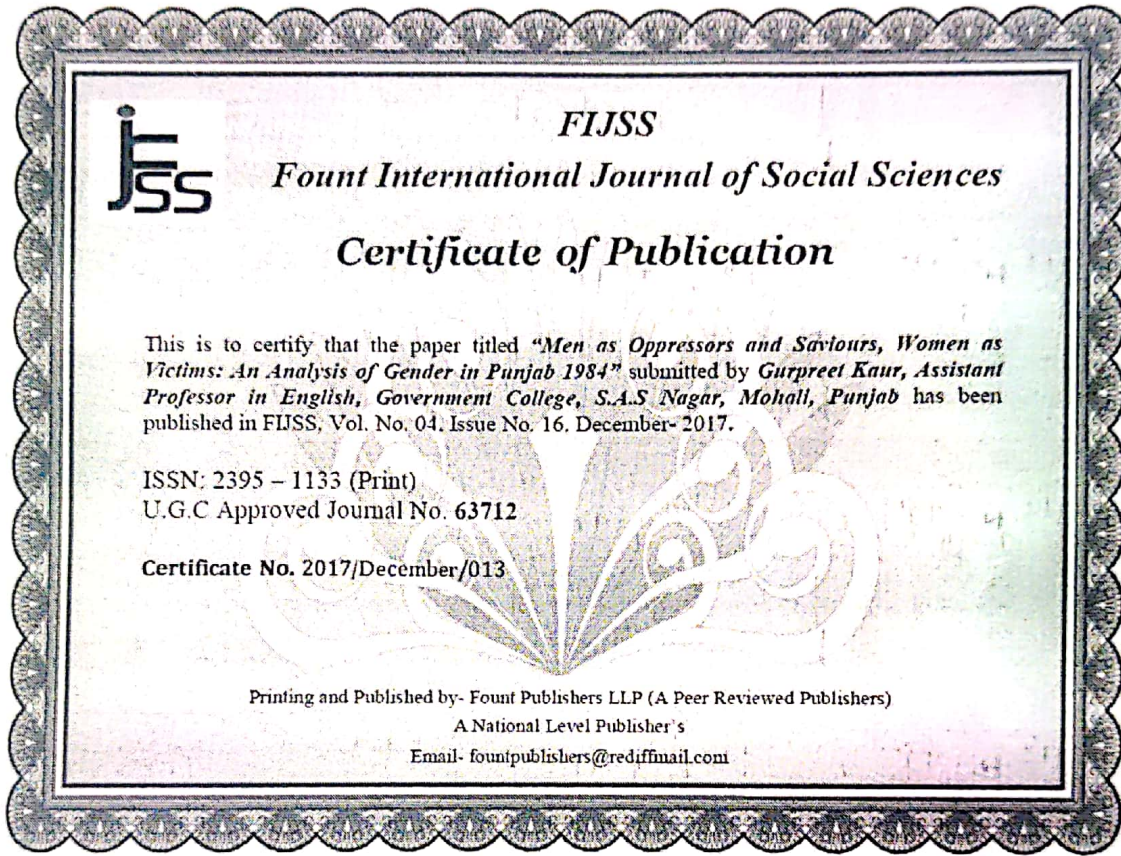 FIJSS
FSS
Fount International Journal of Social Sciences
Certificate of Publication
This is to certify that the paper titled “Men as Oppressors and Saviours, Women as
Victims: An Analysis of Gender in Punjab 1984” submitted by Gurpreet Kaur, Assistant
Professor in English, Government College, S.A.S Nagar, Mohali, Punjab has been
published in FIJSS, Vol. No. 04. Issue No. 16. December- 2017.
ISSN: 2395 – 1133 (Print)
U.G.C Approved Journal No. 63712
Certificate No. 2017/December/013
Printing and Published by- Fount Publishers LLP (A Peer Reviewed Publishers)
A National Level Publisher's
Email- fountpublishers@rediffmail.com